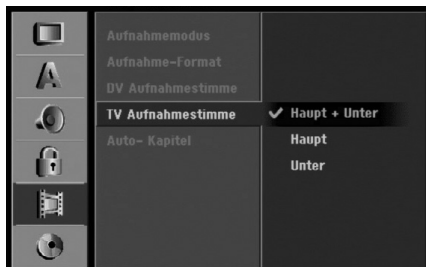 Aufnahmemodus
Aufnahme-Format
DV Aufnahmestimme
TV Aufnahmestimme
Auto- Kapitel
✔ Haupt + Unter
Haupt
Unter
A